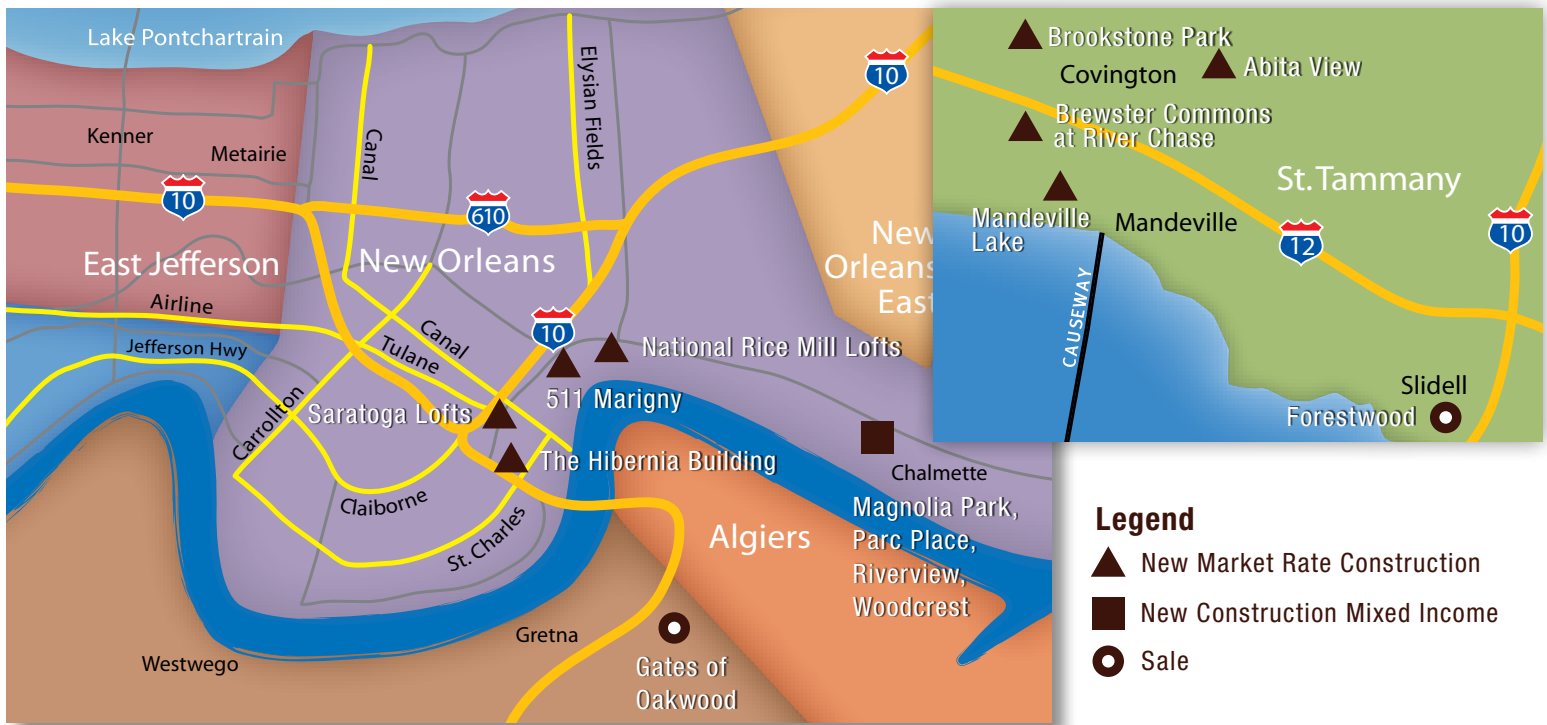 Lake Pontchartrain
Kenner
Metairie
10
East Jefferson
Airline
Jefferson Hwy
Canal
610
Elysian Fields
10
New Orleans
New
Orleans
East
Canal
Tulane
10
National Rice Mill Lofts
511 Marigny
Saratoga Lofts
Carrollton
The Hibernia Building
Claiborne
St. Charles
Chalmette
Magnolia Park,
Parc Place,
Riverview,
Woodcrest
Algiers
Gretna
Westwego
Gates of
Oakwood
Brookstone Park
Covington
Abita View
Brewster Commons
at River Chase
St. Tammany
Mandeville
Lake
Mandeville
12
10
CAUSEWAY
Slidell
Forestwood
Legend
New Market Rate Construction
New Construction Mixed Income
Sale